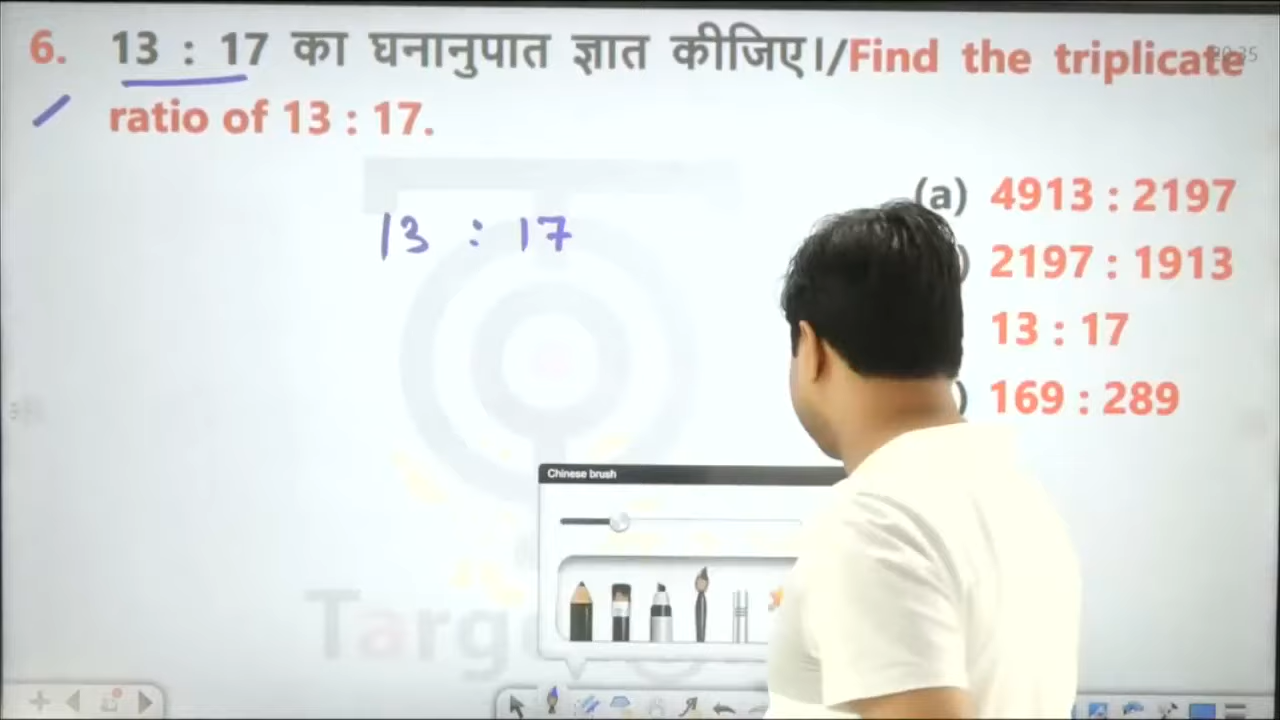 6. 13 : 17 का घनानुपात ज्ञात कीजिए।/Find the triplicate
ratio of 13 : 17.
13 : 17
(a) 4913 : 2197
) 2197 : 1913
13 : 17
) 169 : 289
Chinese brush
Targe